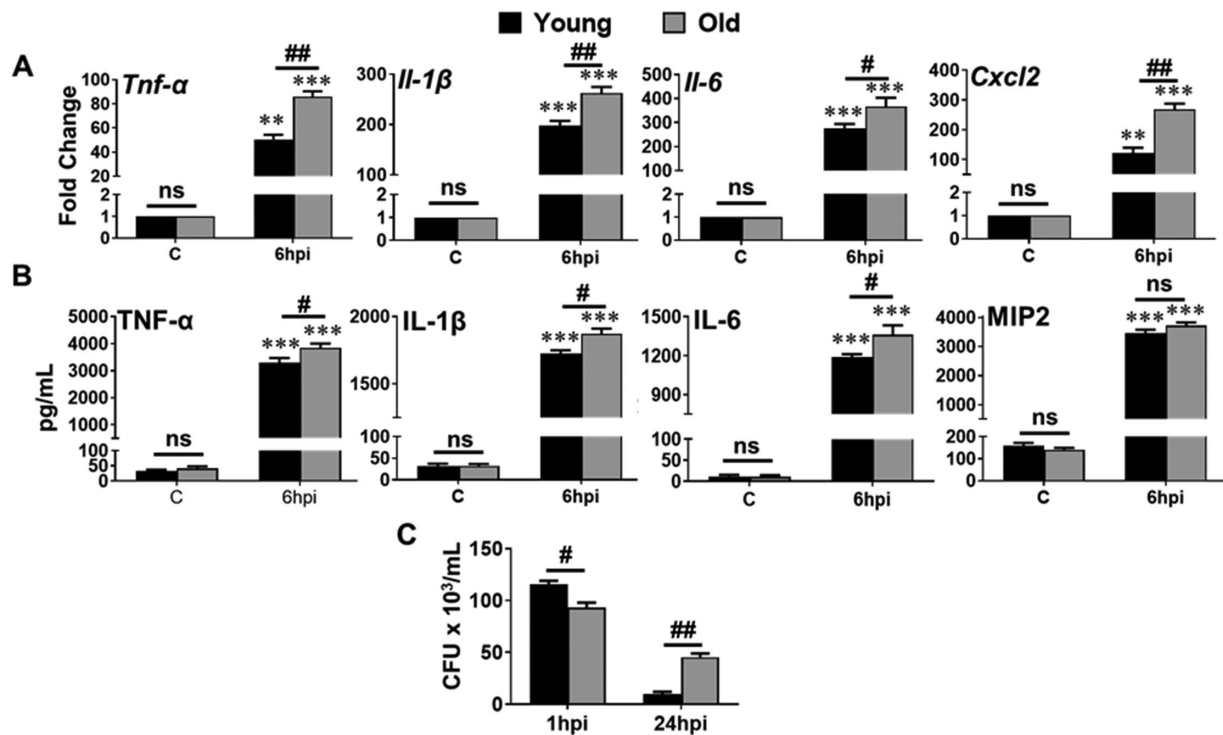 Young Old
A
Tnf-α
Il-1β
Il-6
Cxcl2
Fold Change
100
80
60
40
20
2
1
0
ns
**
##
***
C 6hpi
300
200
100
2
1
0
ns
***
##
***
C 6hpi
500
400
300
200
100
2
1
0
ns
***
#
***
C 6hpi
400
300
200
100
2
1
0
ns
**
##
***
C 6hpi
B
TNF-α
IL-1β
IL-6
MIP2
pg/mL
5000
4000
3000
2000
1000
0
100
50
0
ns
***
#
***
C 6hpi
2000
1750
1500
100
50
0
ns
***
#
***
C 6hpi
1500
1200
900
100
50
0
ns
***
#
***
C 6hpi
4000
3000
2000
1000
0
200
100
0
ns
***
ns
***
C 6hpi
C
CFU x 10³/mL
150
100
50
0
#
##
1hpi 24hpi